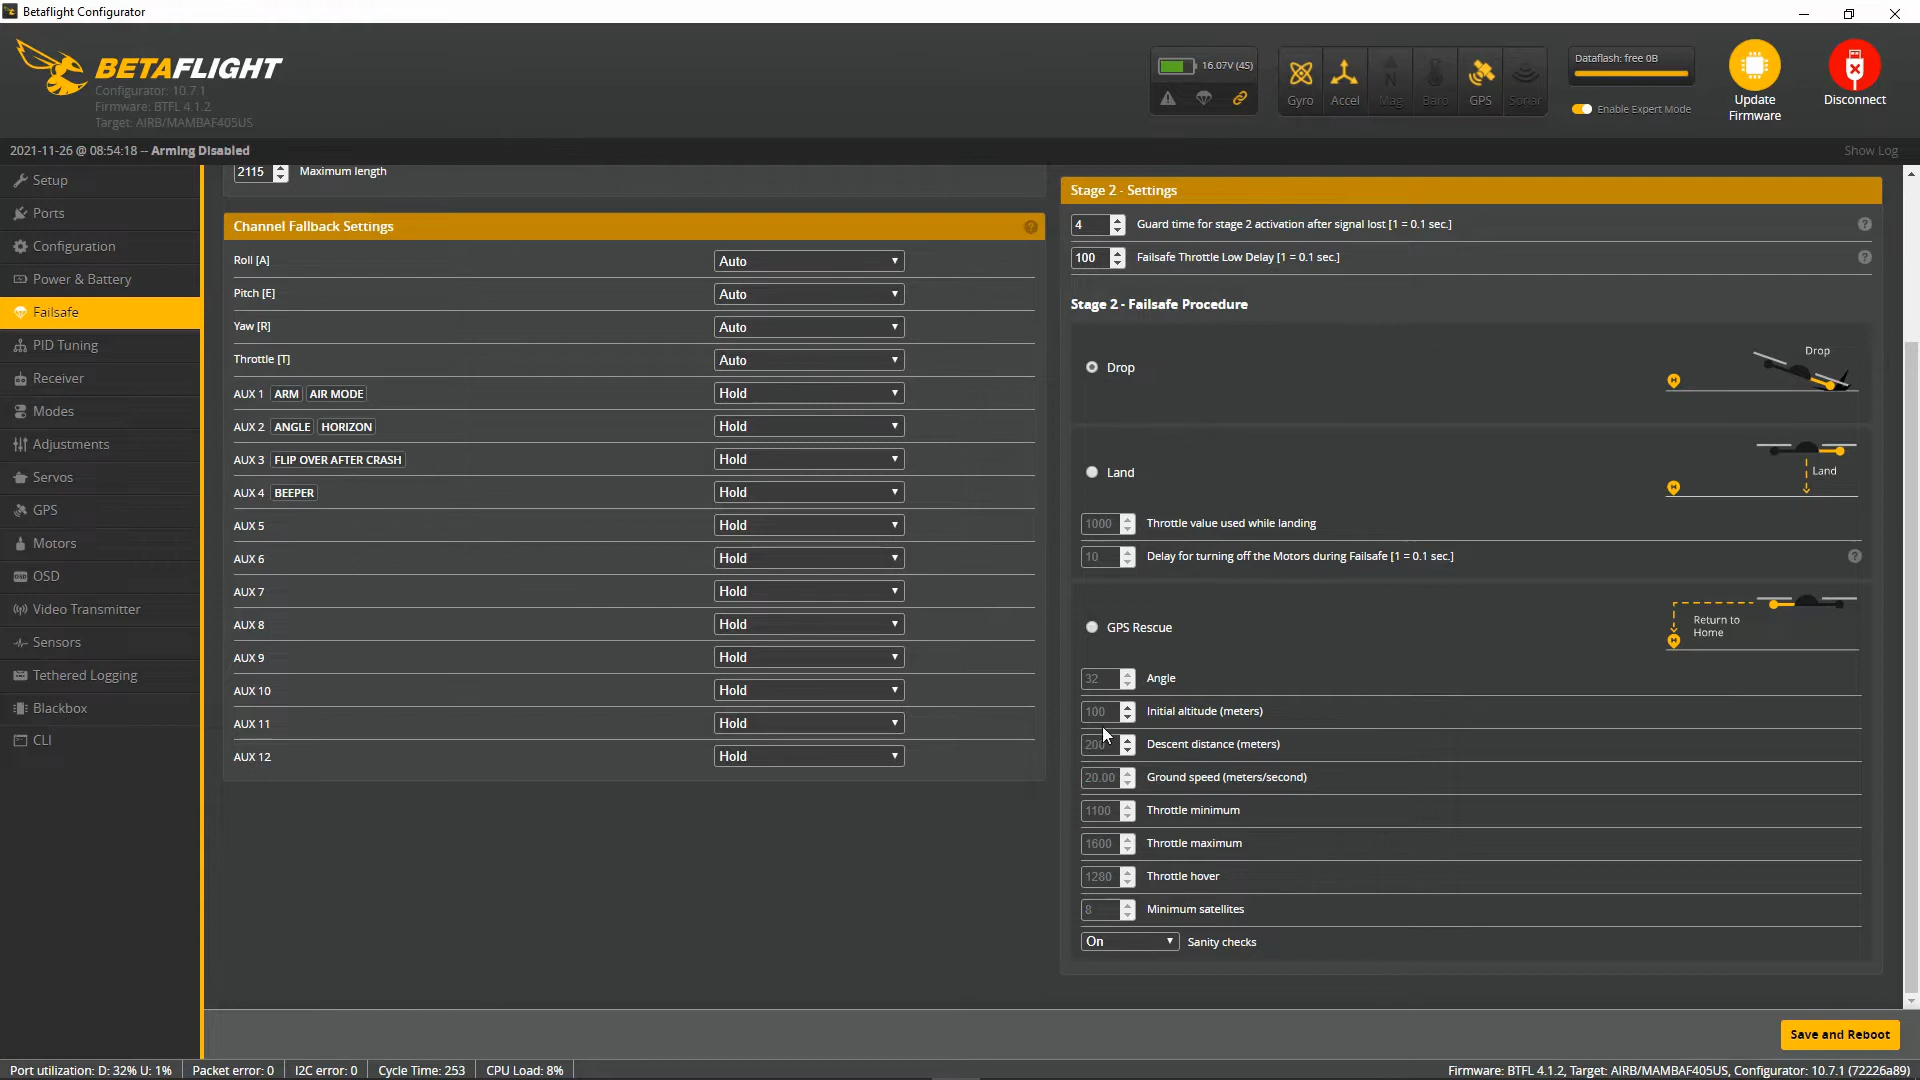 Betaflight Configurator
BETAFLIGHT
Configurator: 10.7.1
Firmware: BTFL 4.1.2
Target: AIRB/MAMBAF405US
16.07V (4S)
Gyro
Accel
Mag
Baro
GPS
Sonar
Dataflash: free 0B
Enable Expert Mode
Update Firmware
Disconnect
2021-11-26 @ 08:54:18 -- Arming Disabled
Show Log
Setup
Ports
Configuration
Power & Battery
Failsafe
PID Tuning
Receiver
Modes
Adjustments
Servos
GPS
Motors
OSD
Video Transmitter
Sensors
Tethered Logging
Blackbox
CLI
2115 Maximum length
Channel Fallback Settings ?
Roll [A] Auto
Pitch [E] Auto
Yaw [R] Auto
Throttle [T] Auto
AUX 1 ARM AIR MODE Hold
AUX 2 ANGLE HORIZON Hold
AUX 3 FLIP OVER AFTER CRASH Hold
AUX 4 BEEPER Hold
AUX 5 Hold
AUX 6 Hold
AUX 7 Hold
AUX 8 Hold
AUX 9 Hold
AUX 10 Hold
AUX 11 Hold
AUX 12 Hold
Stage 2 - Settings
4 Guard time for stage 2 activation after signal lost [1 = 0.1 sec.] ?
100 Failsafe Throttle Low Delay [1 = 0.1 sec.] ?
Stage 2 - Failsafe Procedure
Drop
Drop
H
Land
Land
H
1000 Throttle value used while landing
10 Delay for turning off the Motors during Failsafe [1 = 0.1 sec.] ?
GPS Rescue
Return to
Home
H
32 Angle
100 Initial altitude (meters)
200 Descent distance (meters)
20.00 Ground speed (meters/second)
1100 Throttle minimum
1600 Throttle maximum
1280 Throttle hover
8 Minimum satellites
On Sanity checks
Save and Reboot
Port utilization: D: 32% U: 1% Packet error: 0 I2C error: 0 Cycle Time: 253 CPU Load: 8% Firmware: BTFL 4.1.2, Target: AIRB/MAMBAF405US, Configurator: 10.7.1 (72226a89)